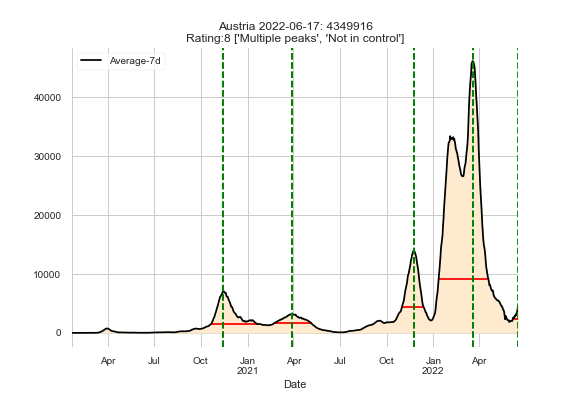 Austria 2022-06-17: 4349916
Rating:8 ['Multiple peaks', 'Not in control']
Average-7d
40000
30000
20000
10000
0
Apr Jul Oct Jan Apr Jul Oct Jan Apr
2021 2022
Date